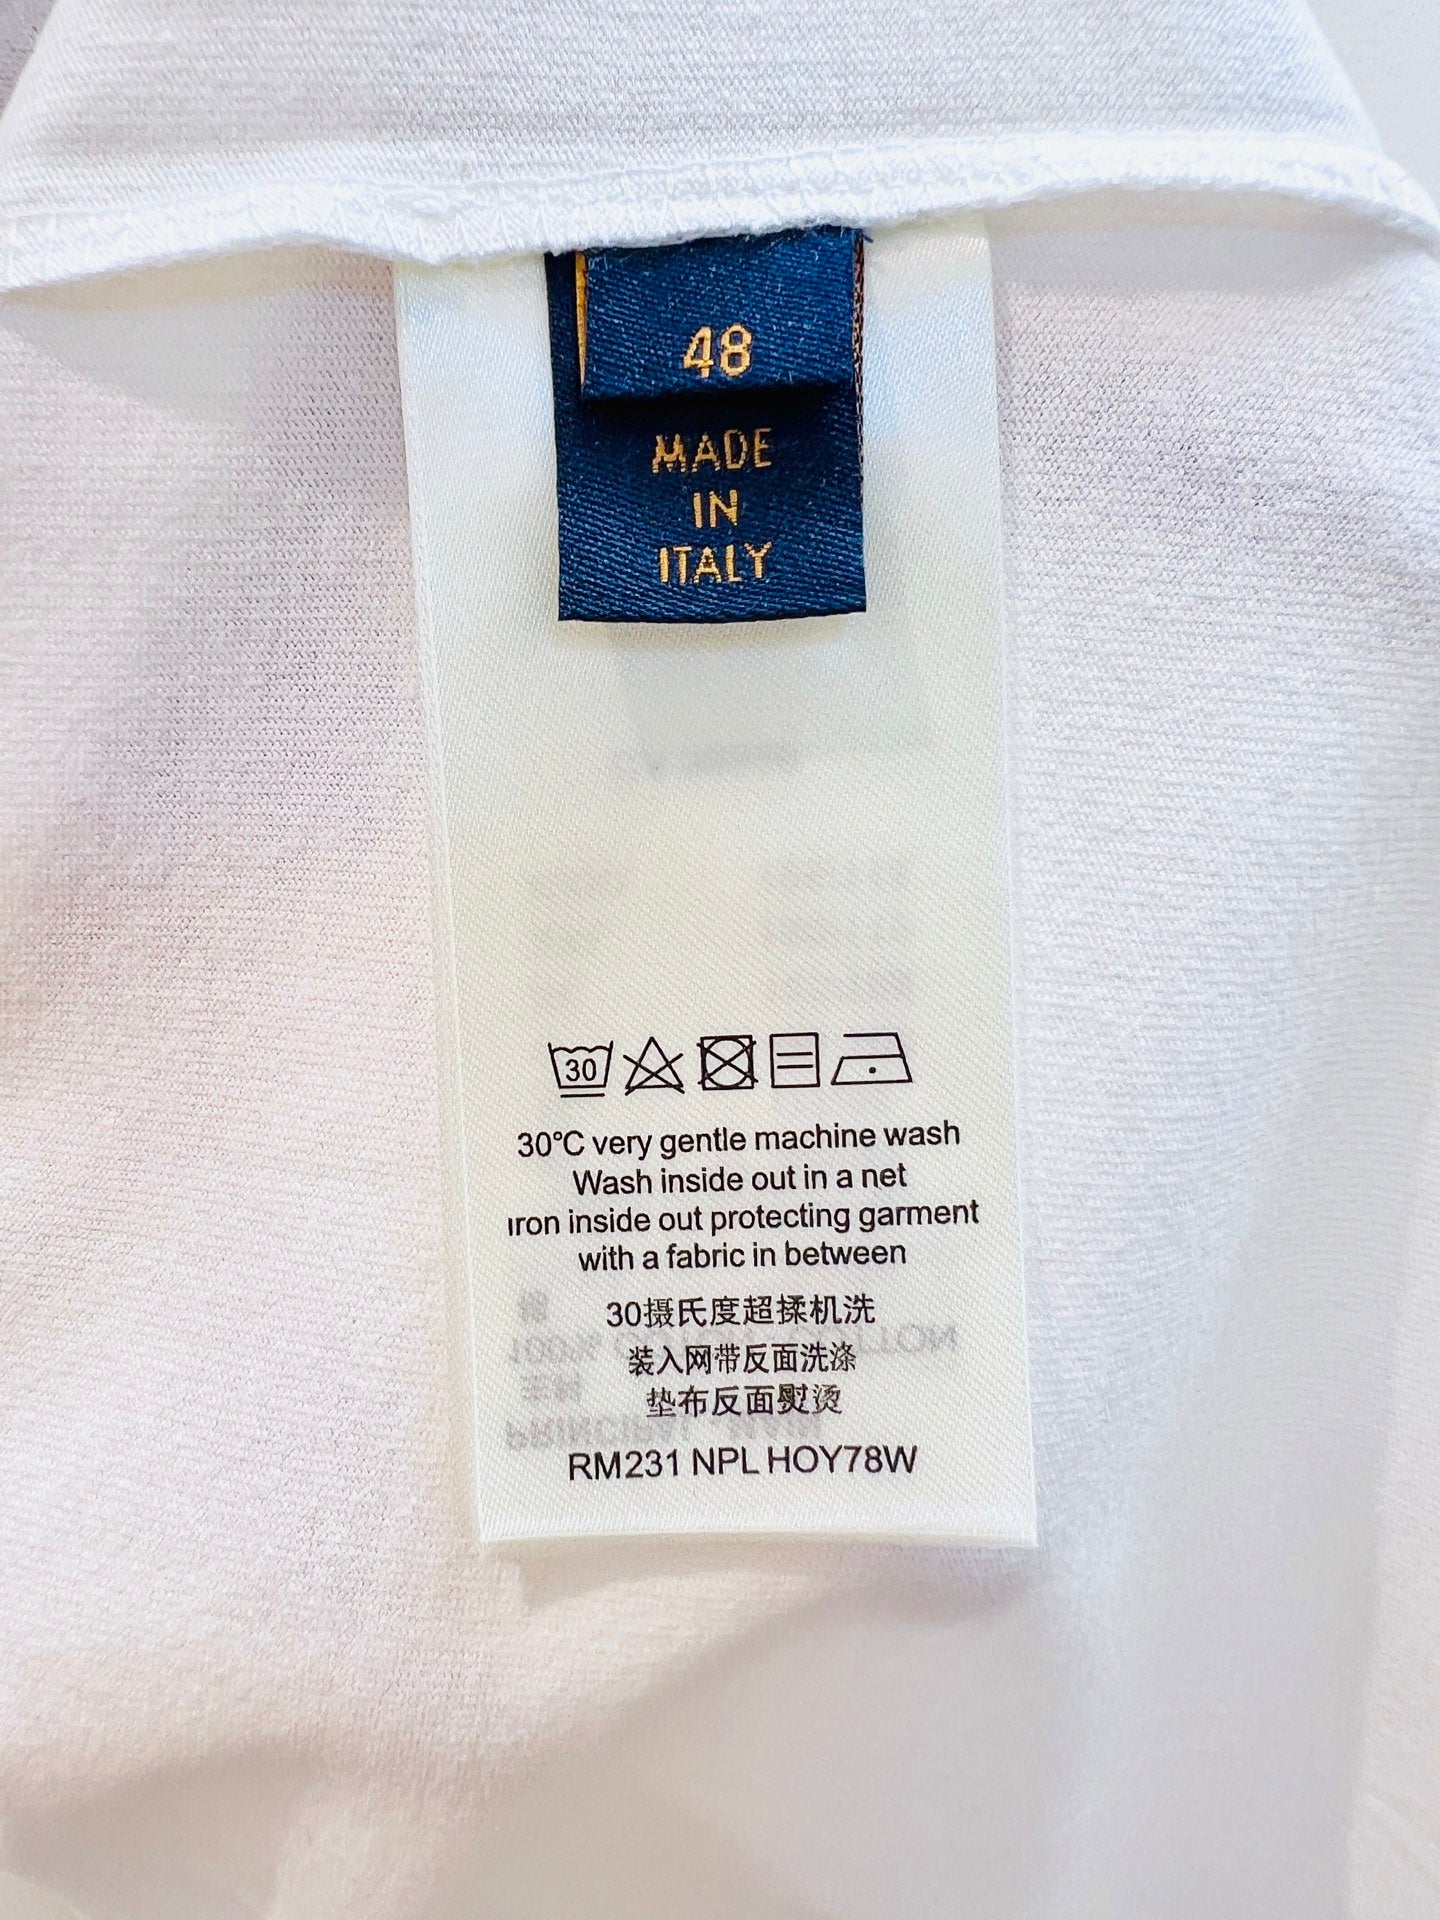 48
MADE
IN
ITALY
30
30°C very gentle machine wash
Wash inside out in a net
Iron inside out protecting garment
with a fabric in between
30摄氏度超揉机洗
装入网带反面洗涤
垫布反面熨烫
RM231 NPL HOY78W